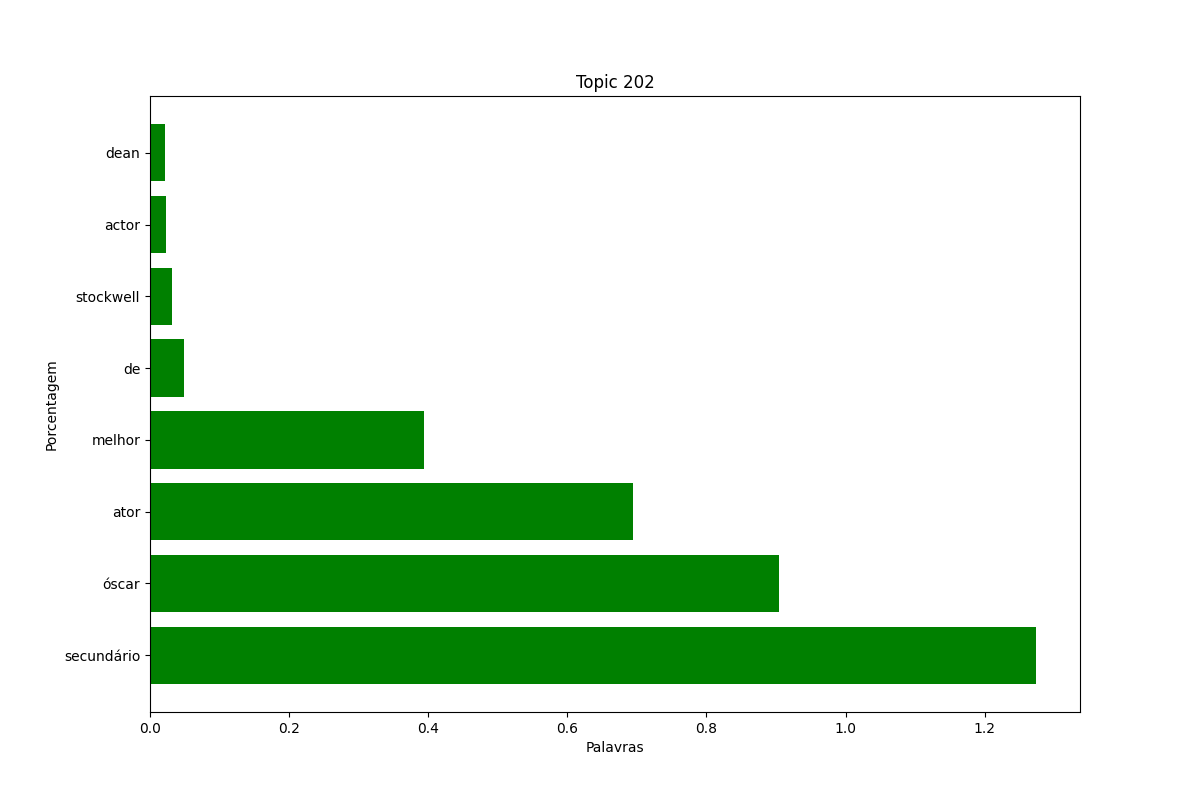 Topic 202
dean
actor
stockwell
de
melhor
ator
óscar
secundário
Porcentagem
0.0 0.2 0.4 0.6 0.8 1.0 1.2
Palavras